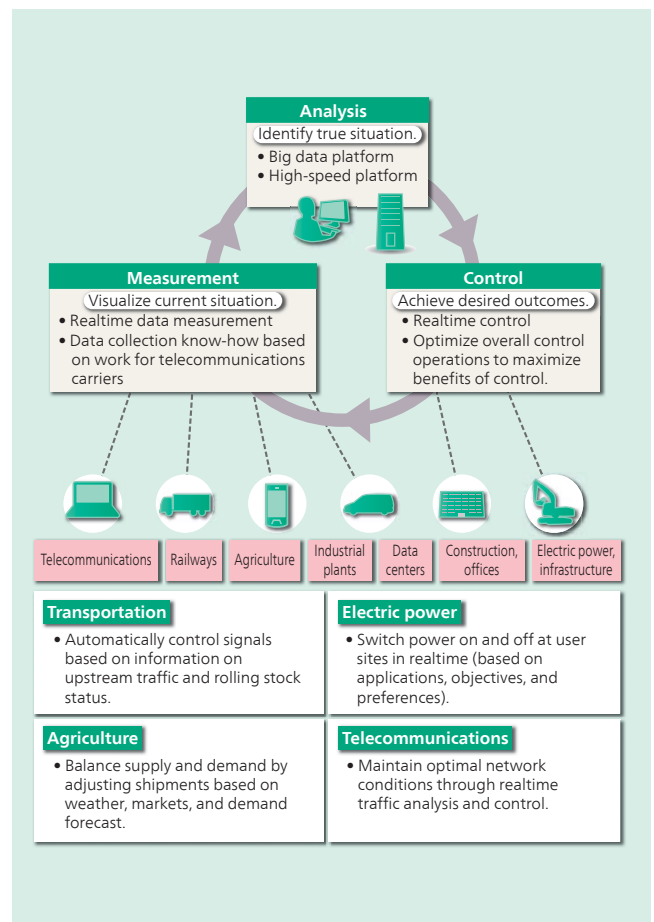 Analysis
Identify true situation.
• Big data platform
• High-speed platform
Measurement
Visualize current situation.
• Realtime data measurement
• Data collection know-how based
on work for telecommunications
carriers
Control
Achieve desired outcomes.
• Realtime control
• Optimize overall control
operations to maximize
benefits of control.
Telecommunications
Railways
Agriculture
Industrial
plants
Data
centers
Construction,
offices
Electric power,
infrastructure
Transportation
• Automatically control signals
based on information on
upstream traffic and rolling stock
status.
Electric power
• Switch power on and off at user
sites in realtime (based on
applications, objectives, and
preferences).
Agriculture
• Balance supply and demand by
adjusting shipments based on
weather, markets, and demand
forecast.
Telecommunications
• Maintain optimal network
conditions through realtime
traffic analysis and control.